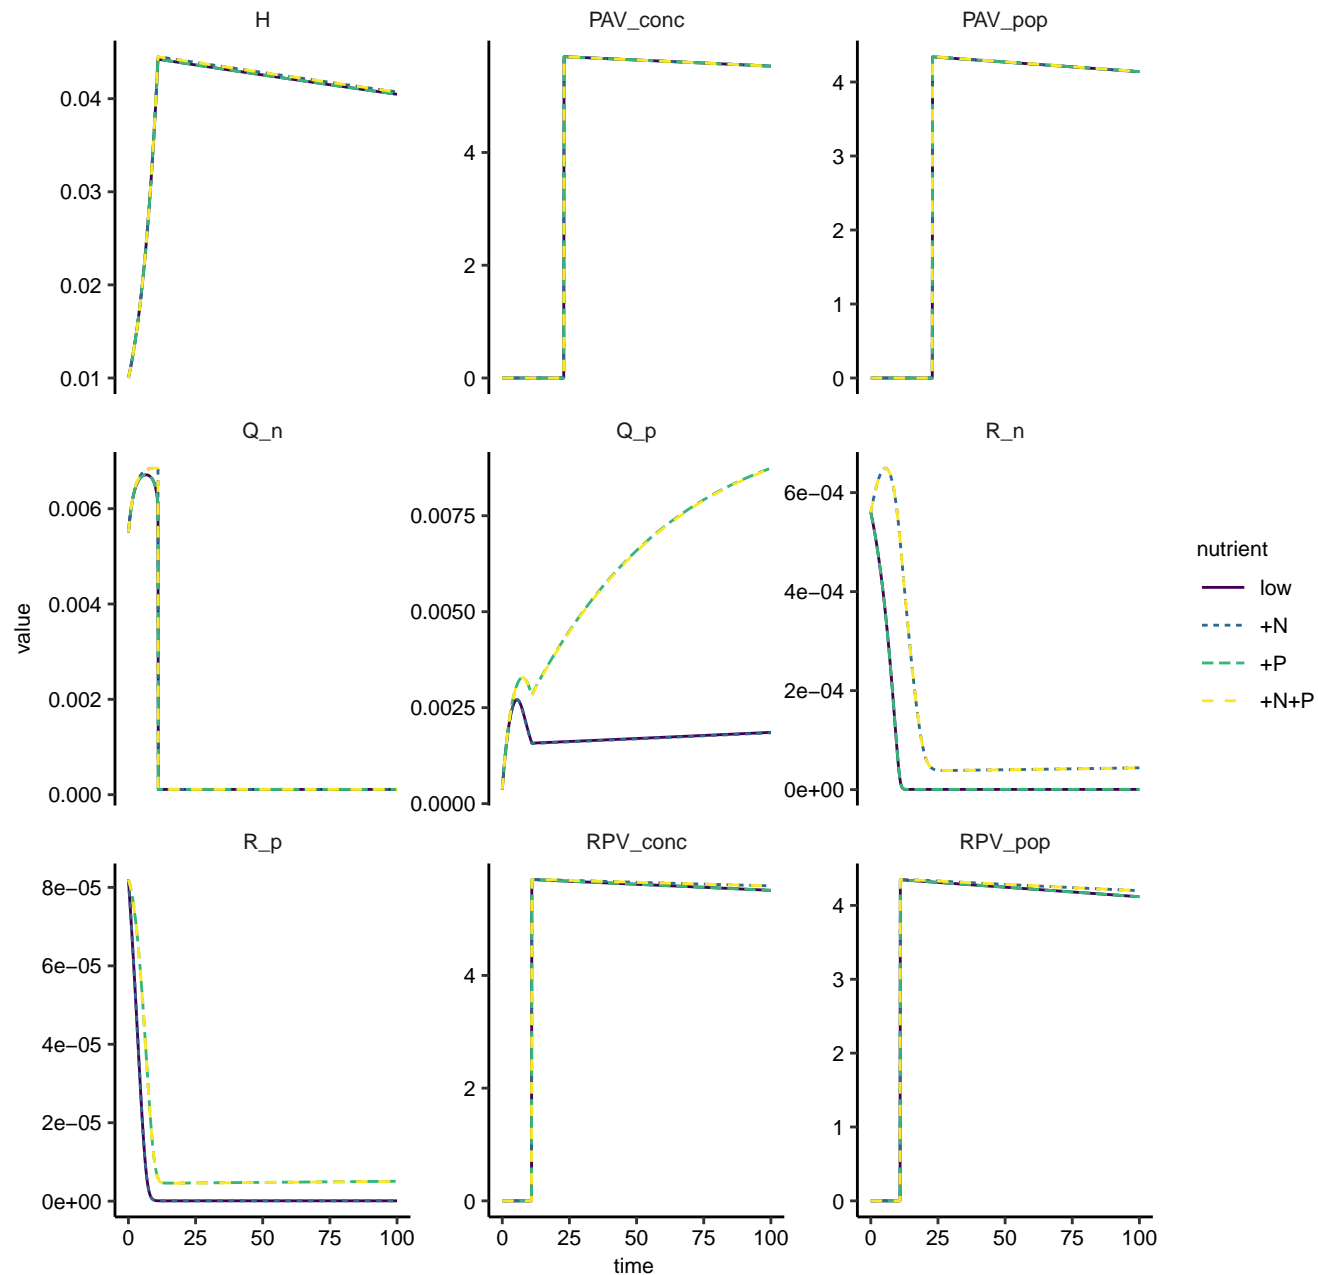 H
PAV_conc
PAV_pop
0.04
0.03
0.02
0.01
4
2
0
4
3
2
1
0
Q_n
Q_p
R_n
0.006
0.004
0.002
0.000
0.0075
0.0050
0.0025
0.0000
6e−04
4e−04
2e−04
0e+00
R_p
RPV_conc
RPV_pop
8e−05
6e−05
4e−05
2e−05
0e+00
4
2
0
4
3
2
1
0
0 25 50 75 100
0 25 50 75 100
0 25 50 75 100
time
value
nutrient
low
+N
+P
+N+P